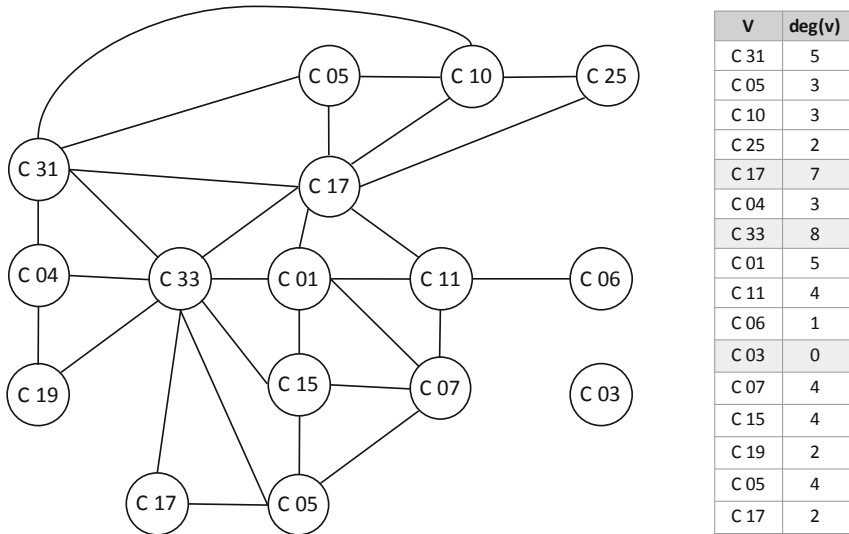 C 05
C 10
C 25
C 31
C 17
C 04
C 33
C 01
C 11
C 06
C 19
C 15
C 07
C 03
C 17
C 05
V deg(v)
C 31 5
C 05 3
C 10 3
C 25 2
C 17 7
C 04 3
C 33 8
C 01 5
C 11 4
C 06 1
C 03 0
C 07 4
C 15 4
C 19 2
C 05 4
C 17 2